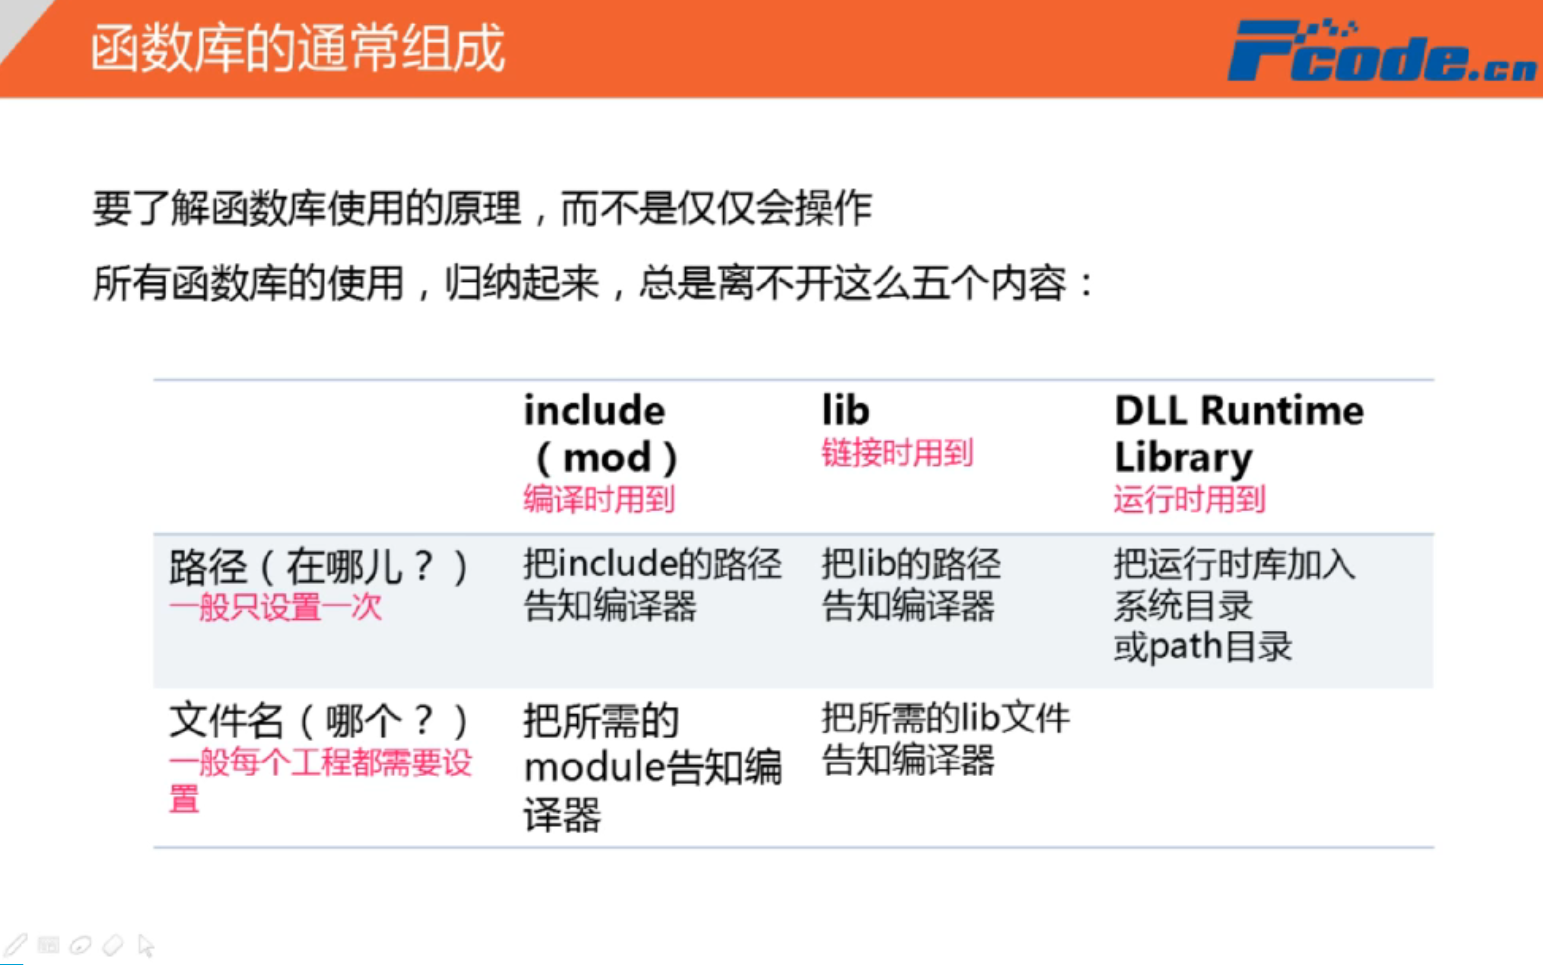 函数库的通常组成
Fcode.cn
要了解函数库使用的原理，而不是仅仅会操作
所有函数库的使用，归纳起来，总是离不开这么五个内容：
include
（mod）
编译时用到
lib
链接时用到
DLL Runtime
Library
运行时用到
路径（在哪儿？）
一般只设置一次
把include的路径
告知编译器
把lib的路径
告知编译器
把运行时库加入
系统目录
或path目录
文件名（哪个？）
一般每个工程都需要设
置
把所需的
module告知编
译器
把所需的lib文件
告知编译器